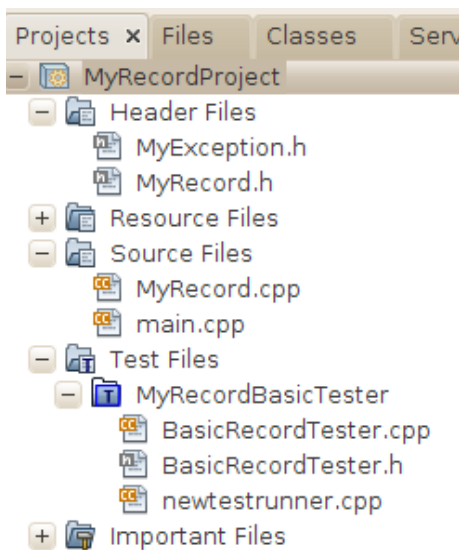 Projects x Files Classes Serv
MyRecordProject
Header Files
MyException.h
MyRecord.h
Resource Files
Source Files
MyRecord.cpp
main.cpp
Test Files
MyRecordBasicTester
BasicRecordTester.cpp
BasicRecordTester.h
newtestrunner.cpp
Important Files